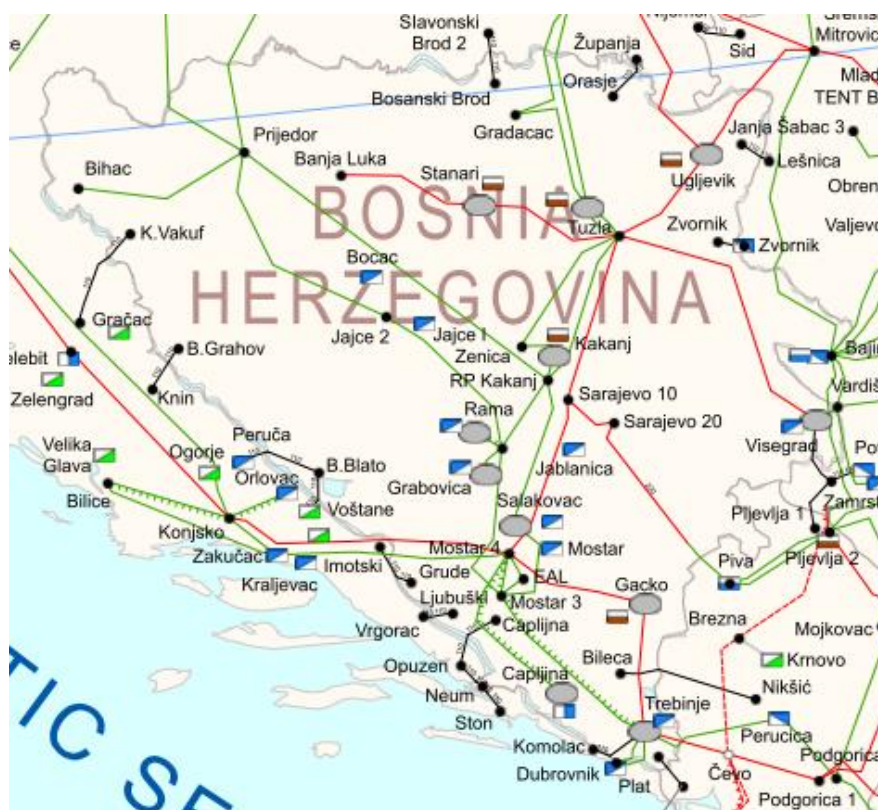 Slavonski
Brod 2
Županja
Sid
Mitrovic
Orasje
Bosanski Brod
Gradacac
TENT B
Janja
Šabac 3
Lešnica
Prijedor
Banja Luka
Stanari
Ugljevik
Bihac
Obren
BOSNIA
Tuzla
Zvornik
Valjevo
Zvornik
K.Vakuf
Bocac
HERZEGOVINA
Gračac
Jajce 2
Jajce I
Zenica
Kakanj
Bajin
elebit
B.Grahov
RP Kakanj
Vardiš
Zelengrad
Knin
Sarajevo 10
Rama
Sarajevo 20
Visegrad
Velika
Glava
Ogorje
Peruča
Orlovac
B.Blato
Grabovica
Jablanica
Bilice
Voštane
Salakovac
Zamrst
Pljevlja 1
Konjsko
Mostar 4
Mostar
Pljevlja 2
Zakučac
Imotski
EAL
Gacko
Piva
Kraljevac
Grude
Ljubuški
Mostar 3
Brezna
Mojkovac
Vrgorac
Caplijna
Krnovo
Opuzen
Capljina
Bileca
Nikšić
Neum
Ston
Trebinje
Komolac
Perucica
Dubrovnik
Plat
Čevo
Podgorica
Podgorica 1
TIC SE